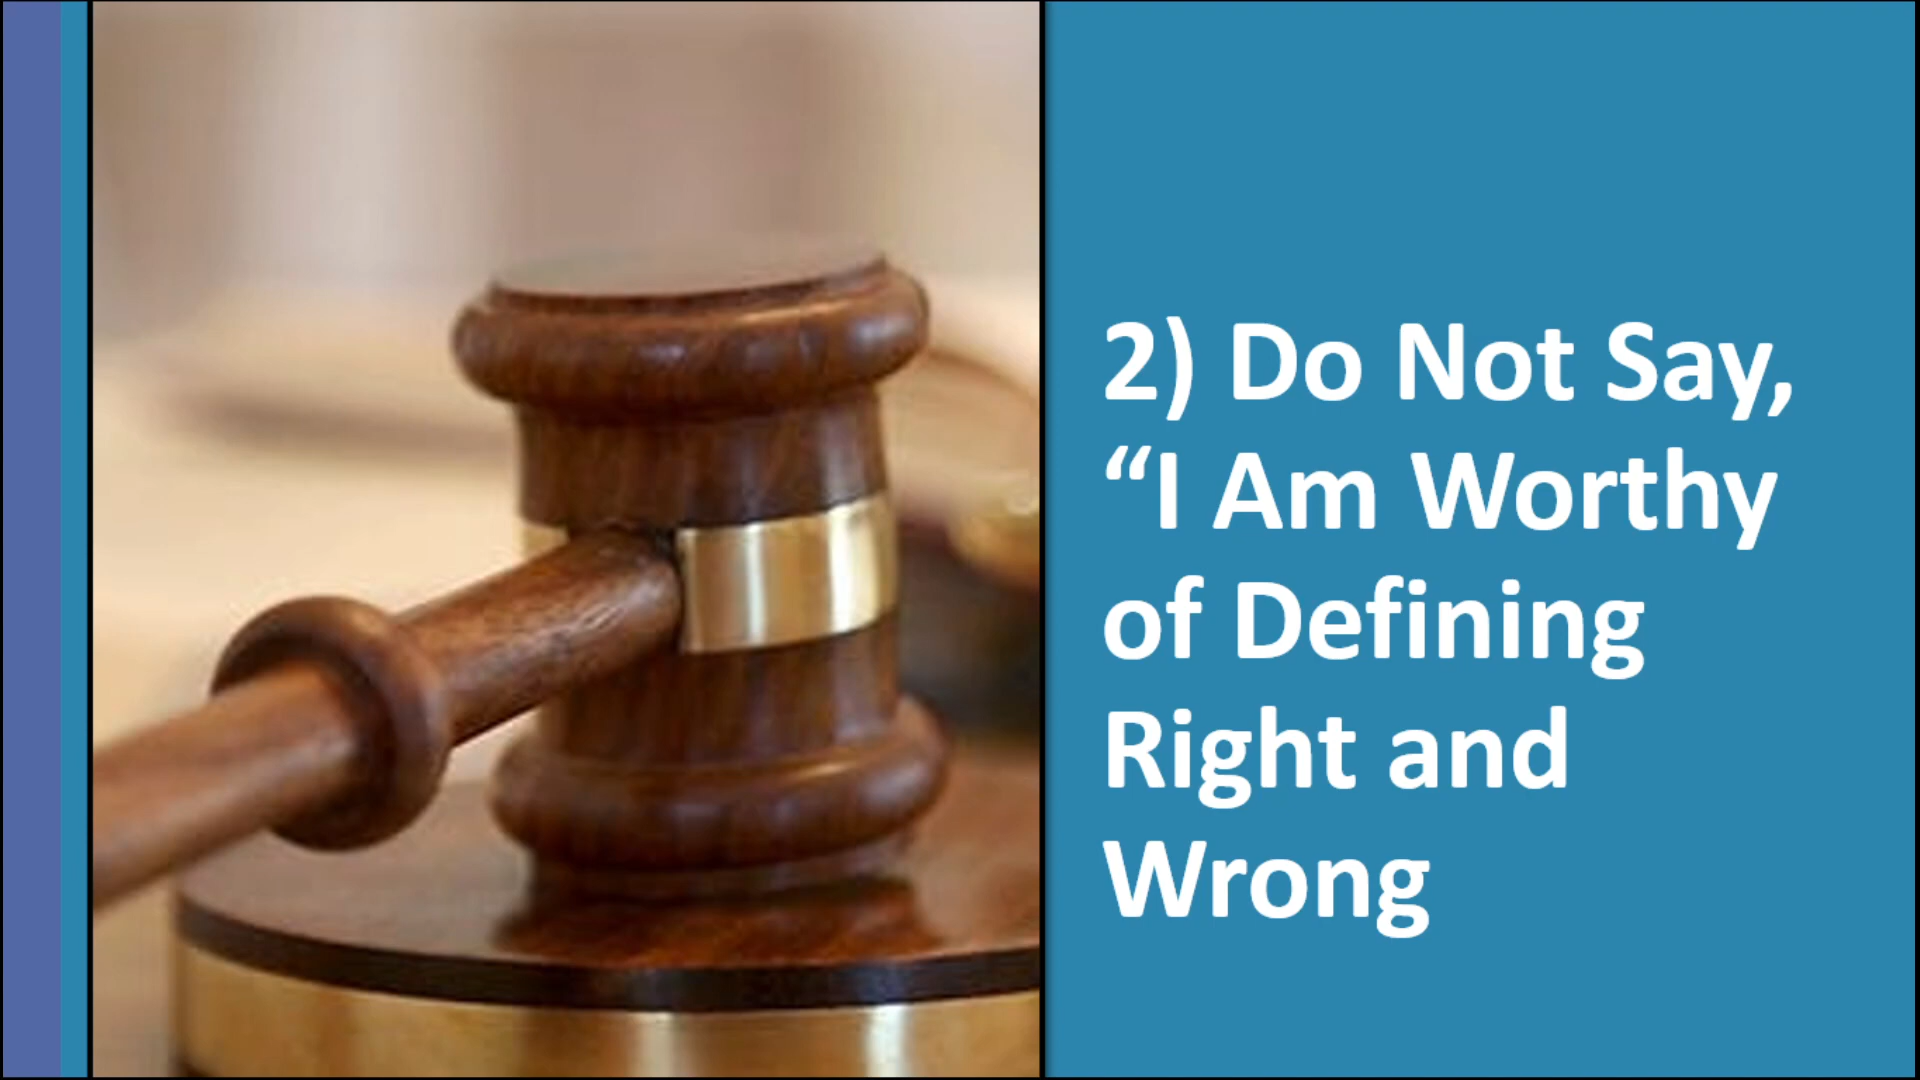 2) Do Not Say,
“I Am Worthy
of Defining
Right and
Wrong